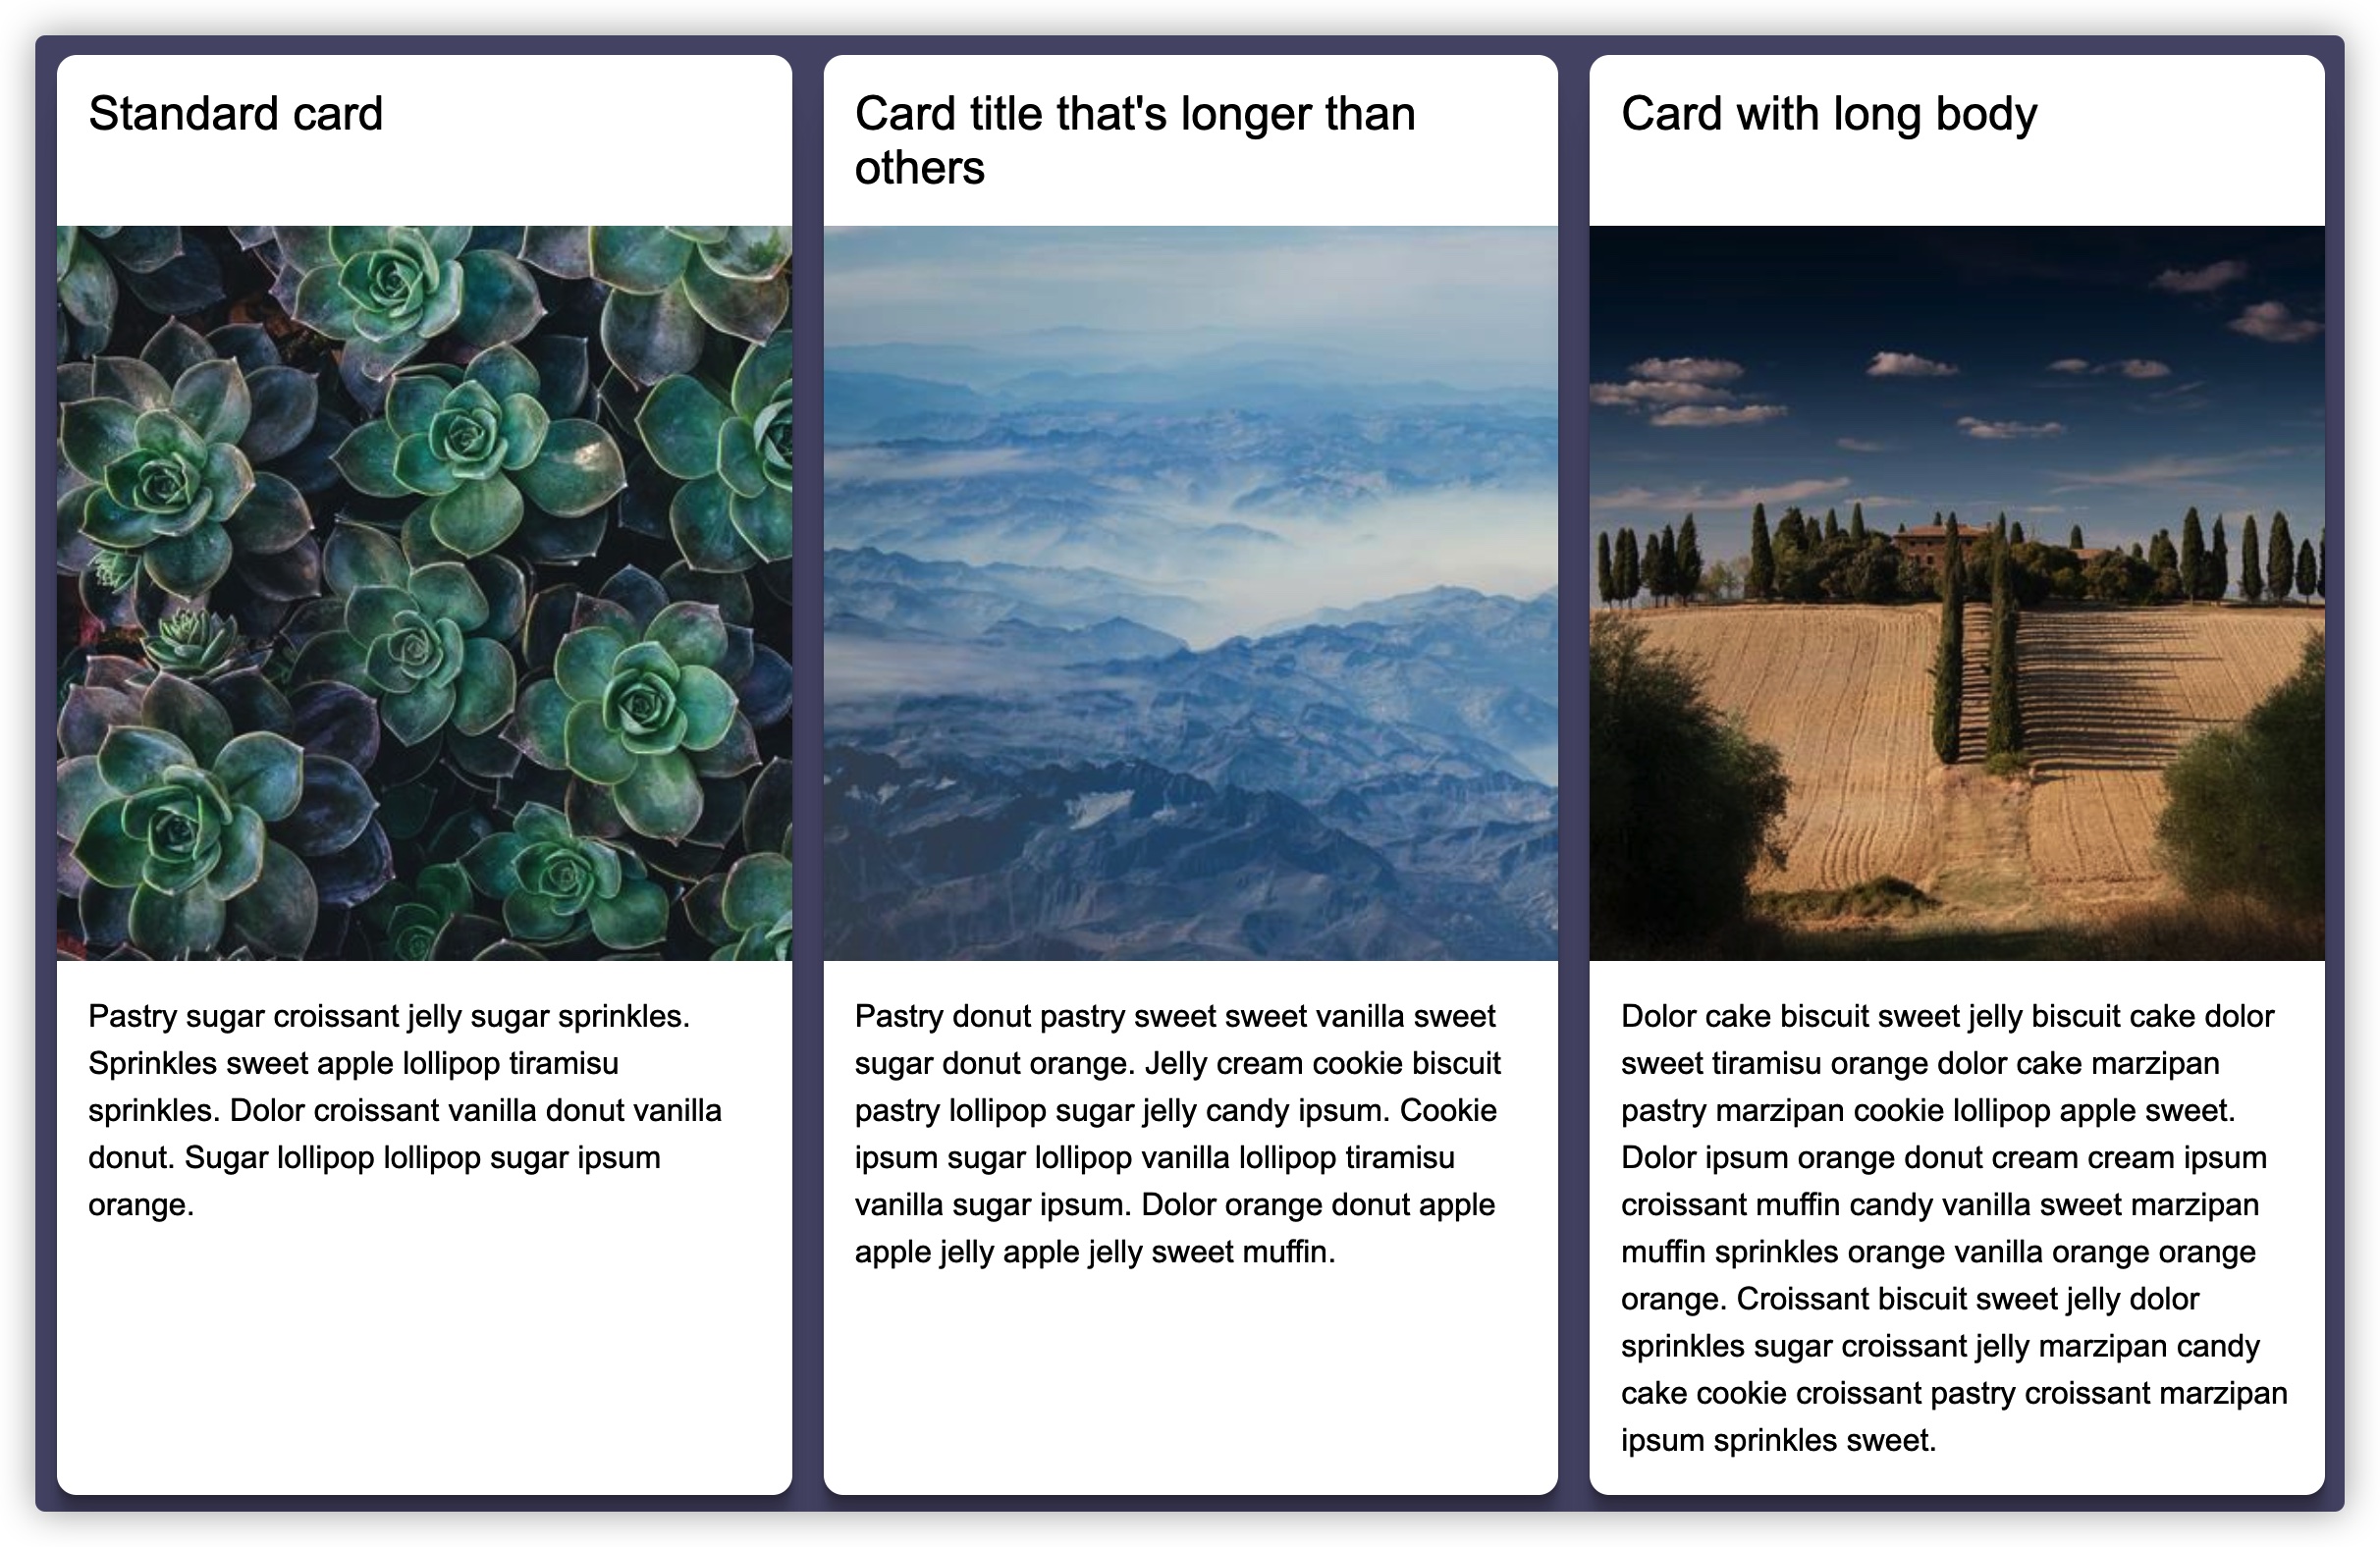 Standard card
Pastry sugar croissant jelly sugar sprinkles.
Sprinkles sweet apple lollipop tiramisu
sprinkles. Dolor croissant vanilla donut vanilla
donut. Sugar lollipop lollipop sugar ipsum
orange.
Card title that's longer than
others
Pastry donut pastry sweet sweet vanilla sweet
sugar donut orange. Jelly cream cookie biscuit
pastry lollipop sugar jelly candy ipsum. Cookie
ipsum sugar lollipop vanilla lollipop tiramisu
vanilla sugar ipsum. Dolor orange donut apple
apple jelly apple jelly sweet muffin.
Card with long body
Dolor cake biscuit sweet jelly biscuit cake dolor
sweet tiramisu orange dolor cake marzipan
pastry marzipan cookie lollipop apple sweet.
Dolor ipsum orange donut cream cream ipsum
croissant muffin candy vanilla sweet marzipan
muffin sprinkles orange vanilla orange orange
orange. Croissant biscuit sweet jelly dolor
sprinkles sugar croissant jelly marzipan candy
cake cookie croissant pastry croissant marzipan
ipsum sprinkles sweet.